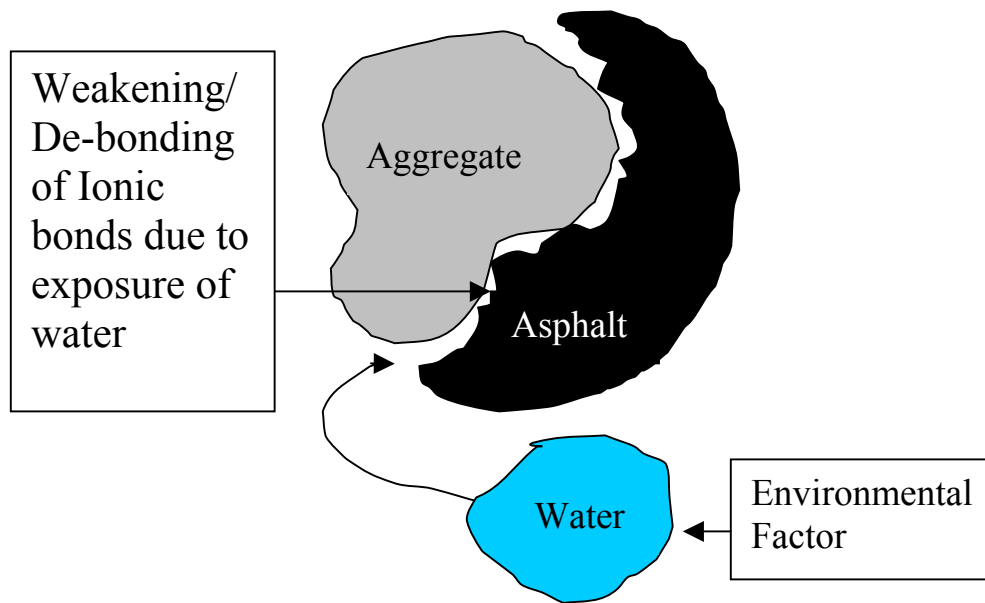 Weakening/
De-bonding
of Ionic
bonds due to
exposure of
water
Aggregate
Asphalt
Water
Environmental
Factor